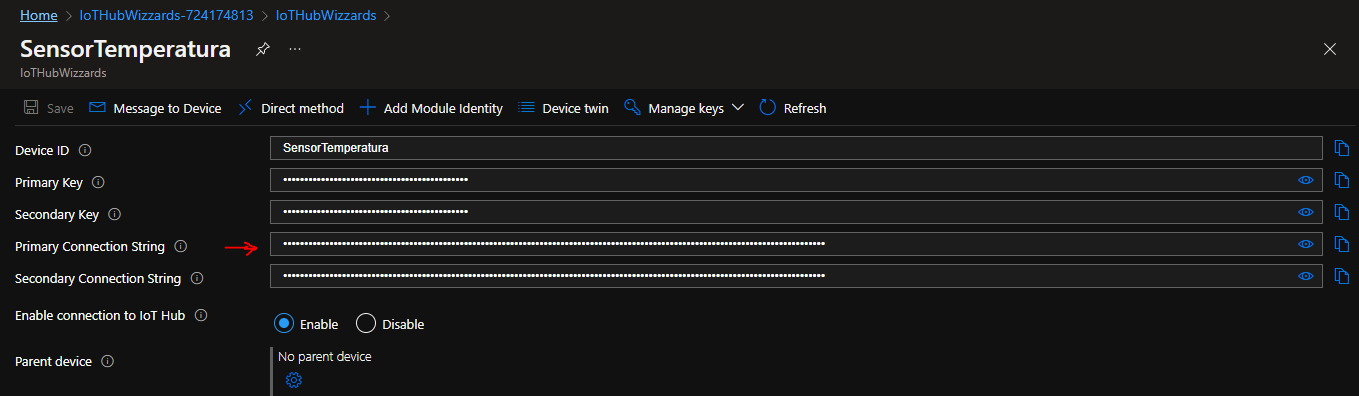 Home > IoTHubWizzards-724174813 > IoTHubWizzards >
SensorTemperatura ...
IoTHubWizzards
Save Message to Device Direct method Add Module Identity Device twin Manage keys Refresh
Device ID SensorTemperatura
Primary Key
Secondary Key
Primary Connection String
Secondary Connection String
Enable connection to IoT Hub Enable Disable
Parent device No parent device